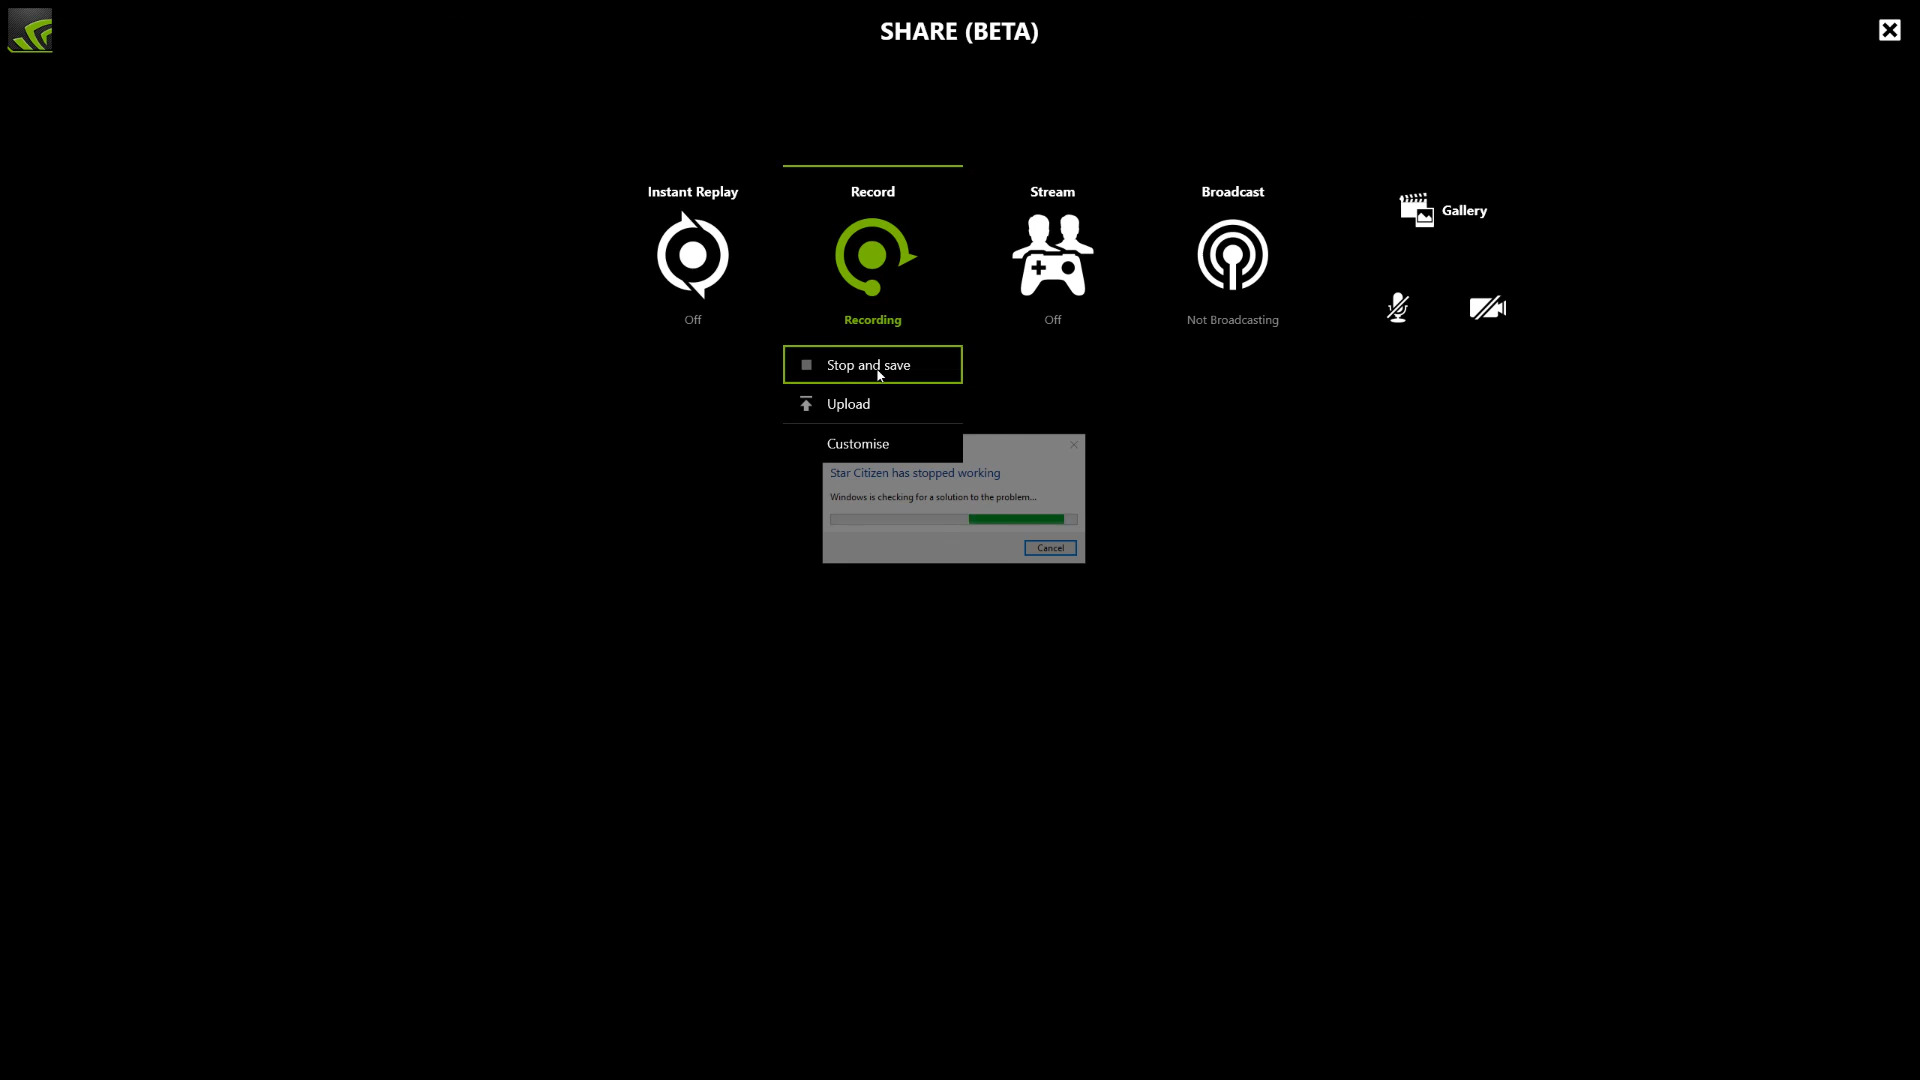 SHARE (BETA)
Instant Replay
Off
Record
Recording
Stop and save
Upload
Customise
Stream
Off
Broadcast
Not Broadcasting
Gallery
Star Citizen has stopped working
Windows is checking for a solution to the problem...
Cancel